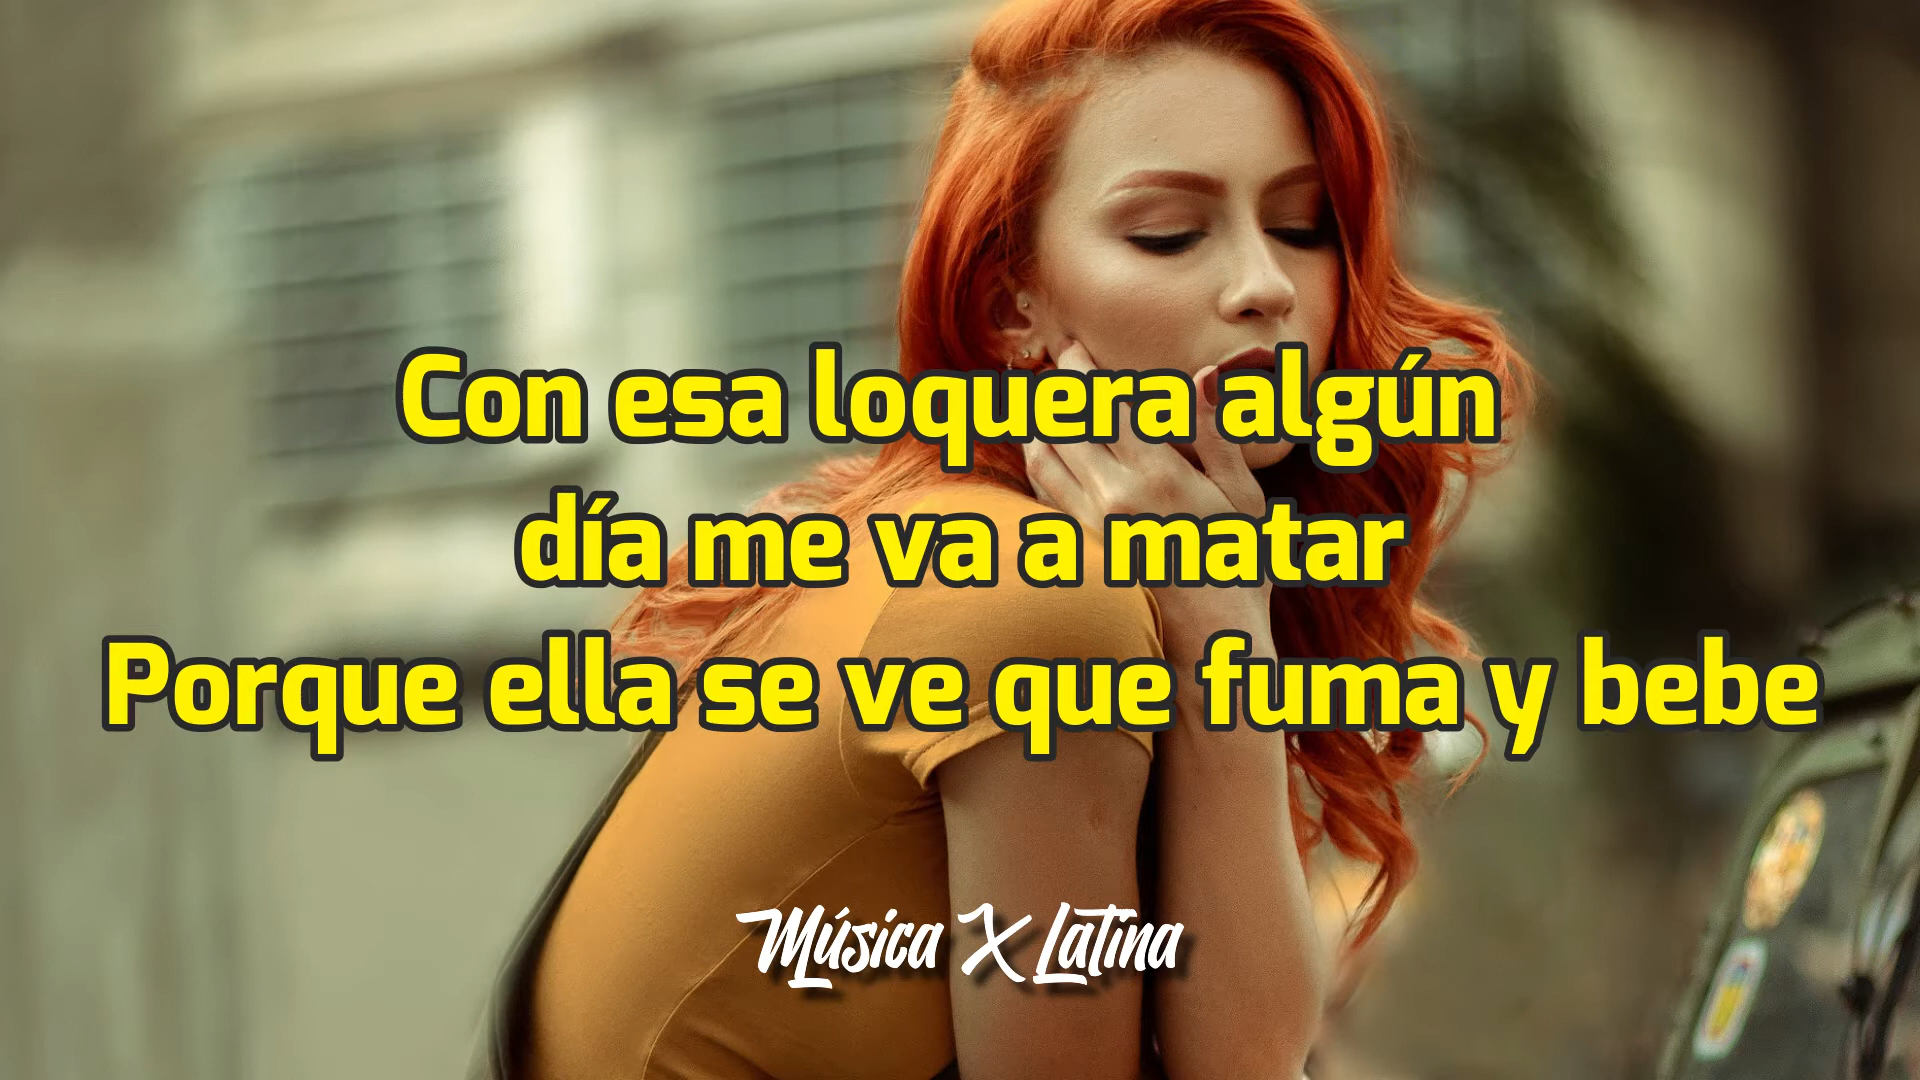 Con esa loquera algún
día me va a matar
Porque ella se ve que fuma y bebe
Música X Latina